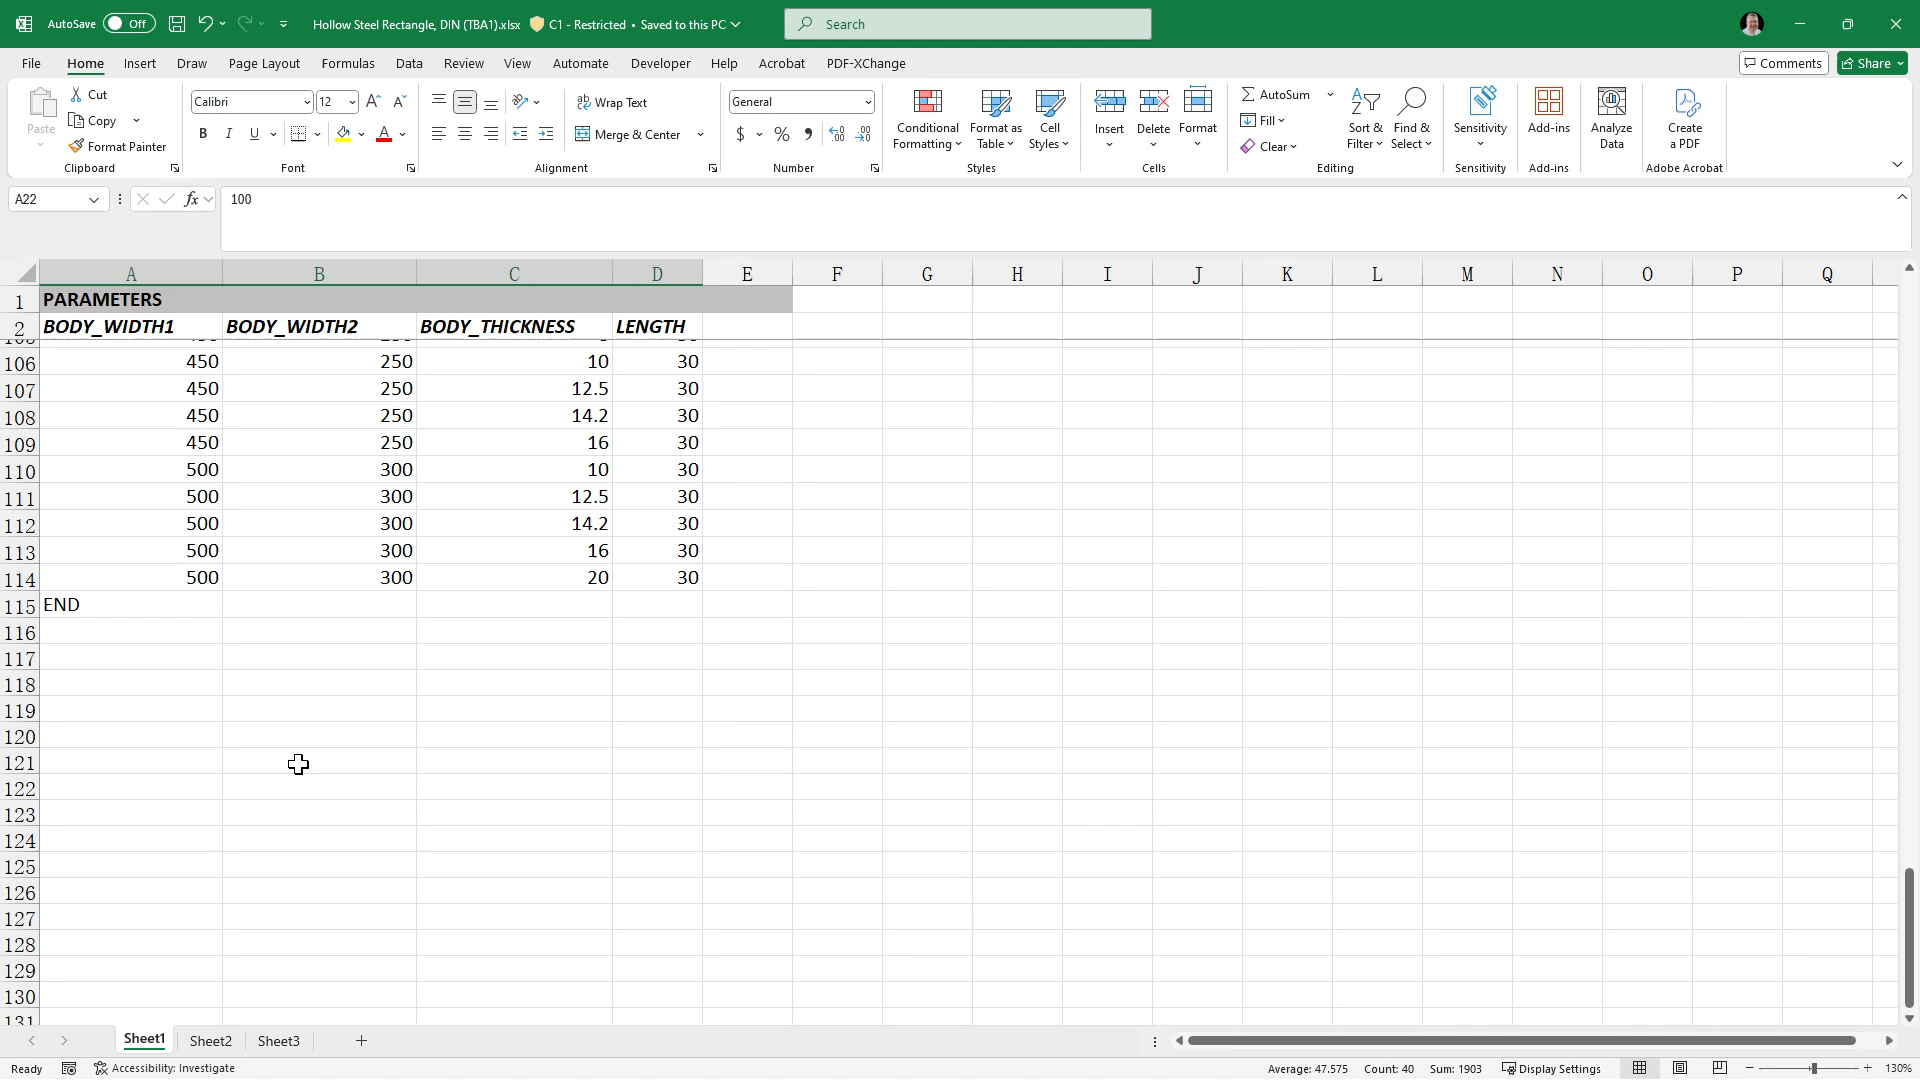 AutoSave Off Hollow Steel Rectangle, DIN (TBA1).xlsx C1 - Restricted • Saved to this PC Search
File Home Insert Draw Page Layout Formulas Data Review View Automate Developer Help Acrobat PDF-XChange Comments Share
Paste Cut Copy Format Painter
Calibri 12 B I U
Wrap Text Merge & Center
General $ %
Conditional Formatting Format as Table Cell Styles
Insert Delete Format
AutoSum Fill Clear Sort & Filter Find & Select
Sensitivity Add-ins Analyze Data Create a PDF
Clipboard Font Alignment Number Styles Cells Editing Sensitivity Add-ins Adobe Acrobat
A22 fx 100
A B C D E F G H I J K L M N O P Q
1 PARAMETERS
2 BODY_WIDTH1 BODY_WIDTH2 BODY_THICKNESS LENGTH
106 450 250 10 30
107 450 250 12.5 30
108 450 250 14.2 30
109 450 250 16 30
110 500 300 10 30
111 500 300 12.5 30
112 500 300 14.2 30
113 500 300 16 30
114 500 300 20 30
115 END
116
117
118
119
120
121
122
123
124
125
126
127
128
129
130
131
Sheet1 Sheet2 Sheet3
Ready Accessibility: Investigate Average: 47.575 Count: 40 Sum: 1903 Display Settings 130%